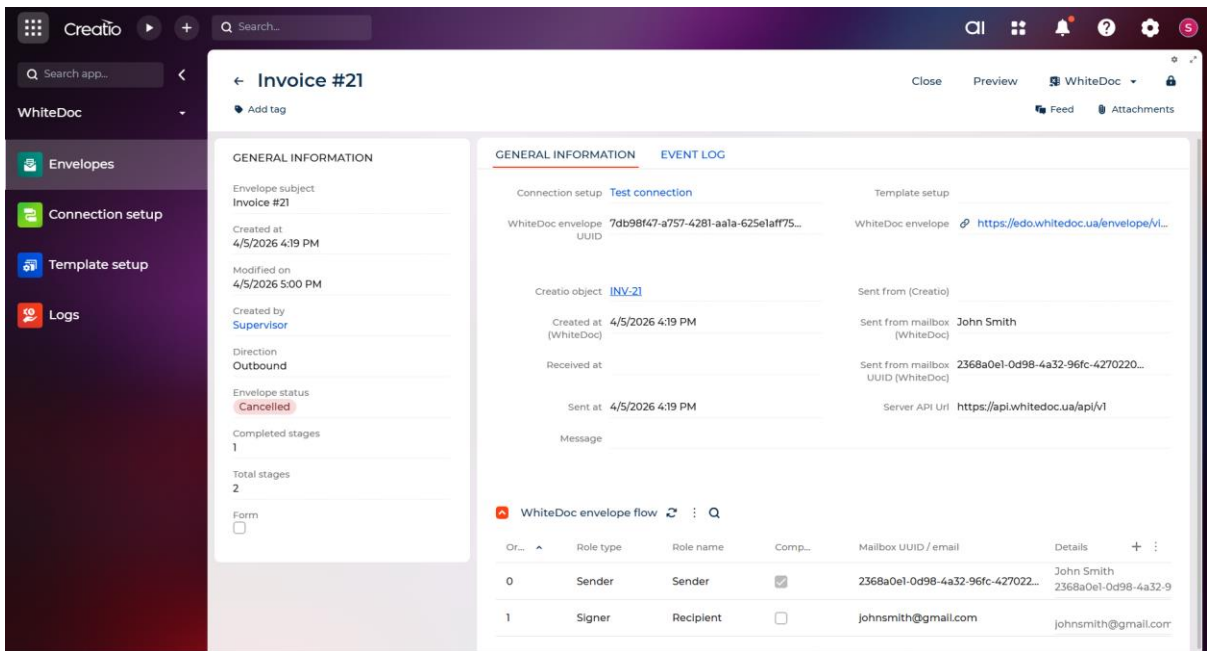 Creatio
Search...
aı
S
Search app...
WhiteDoc
Envelopes
Connection setup
Template setup
Logs
Invoice #21
Add tag
Close Preview WhiteDoc
Feed Attachments
GENERAL INFORMATION
Envelope subject
Invoice #21
Created at
4/5/2026 4:19 PM
Modified on
4/5/2026 5:00 PM
Created by
Supervisor
Direction
Outbound
Envelope status
Cancelled
Completed stages
1
Total stages
2
Form
GENERAL INFORMATION EVENT LOG
Connection setup Test connection
Template setup
WhiteDoc envelope UUID 7db98f47-a757-4281-aa1a-625e1aff75...
WhiteDoc envelope https://edo.whitedoc.ua/envelope/vi...
Creatio object INV-21
Sent from (Creatio)
Created at (WhiteDoc) 4/5/2026 4:19 PM
Sent from mailbox (WhiteDoc) John Smith
Received at
Sent from mailbox UUID (WhiteDoc) 2368a0e1-0d98-4a32-96fc-4270220...
Sent at 4/5/2026 4:19 PM
Server API Url https://api.whitedoc.ua/api/v1
Message
WhiteDoc envelope flow
Or... Role type Role name Comp... Mailbox UUID / email Details
0 Sender Sender 2368a0e1-0d98-4a32-96fc-427022... John Smith
2368a0e1-0d98-4a32-9
1 Signer Recipient johnsmith@gmail.com johnsmith@gmail.com